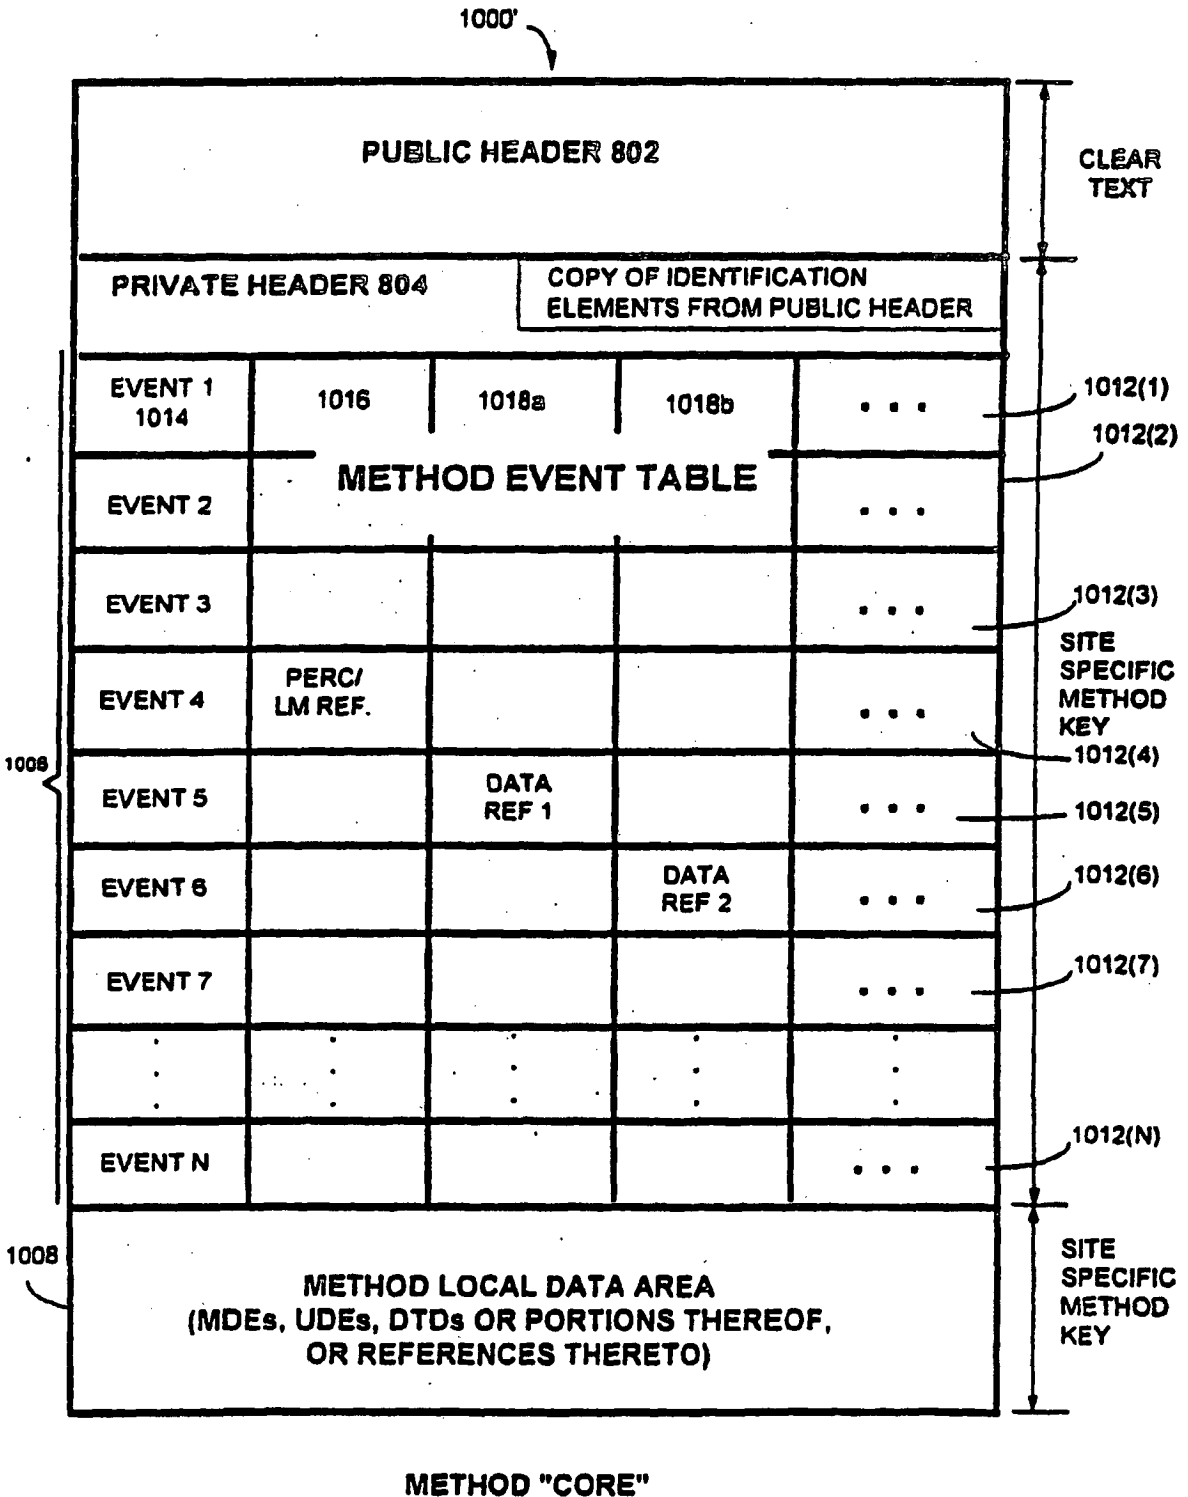 1000'
PUBLIC HEADER 802
CLEAR
TEXT
PRIVATE HEADER 804
COPY OF IDENTIFICATION
ELEMENTS FROM PUBLIC HEADER
EVENT 1
1014
1016
1018a
1018b
. . .
1012(1)
1012(2)
METHOD EVENT TABLE
EVENT 2
. . .
EVENT 3
. . .
1012(3)
SITE
SPECIFIC
METHOD
KEY
EVENT 4
PERC/
LM REF.
. . .
1012(4)
1006
EVENT 5
DATA
REF 1
. . .
1012(5)
EVENT 6
DATA
REF 2
. . .
1012(6)
EVENT 7
. . .
1012(7)
EVENT N
. . .
1012(N)
1008
METHOD LOCAL DATA AREA
(MDEs, UDEs, DTDs OR PORTIONS THEREOF,
OR REFERENCES THERETO)
SITE
SPECIFIC
METHOD
KEY
METHOD "CORE"